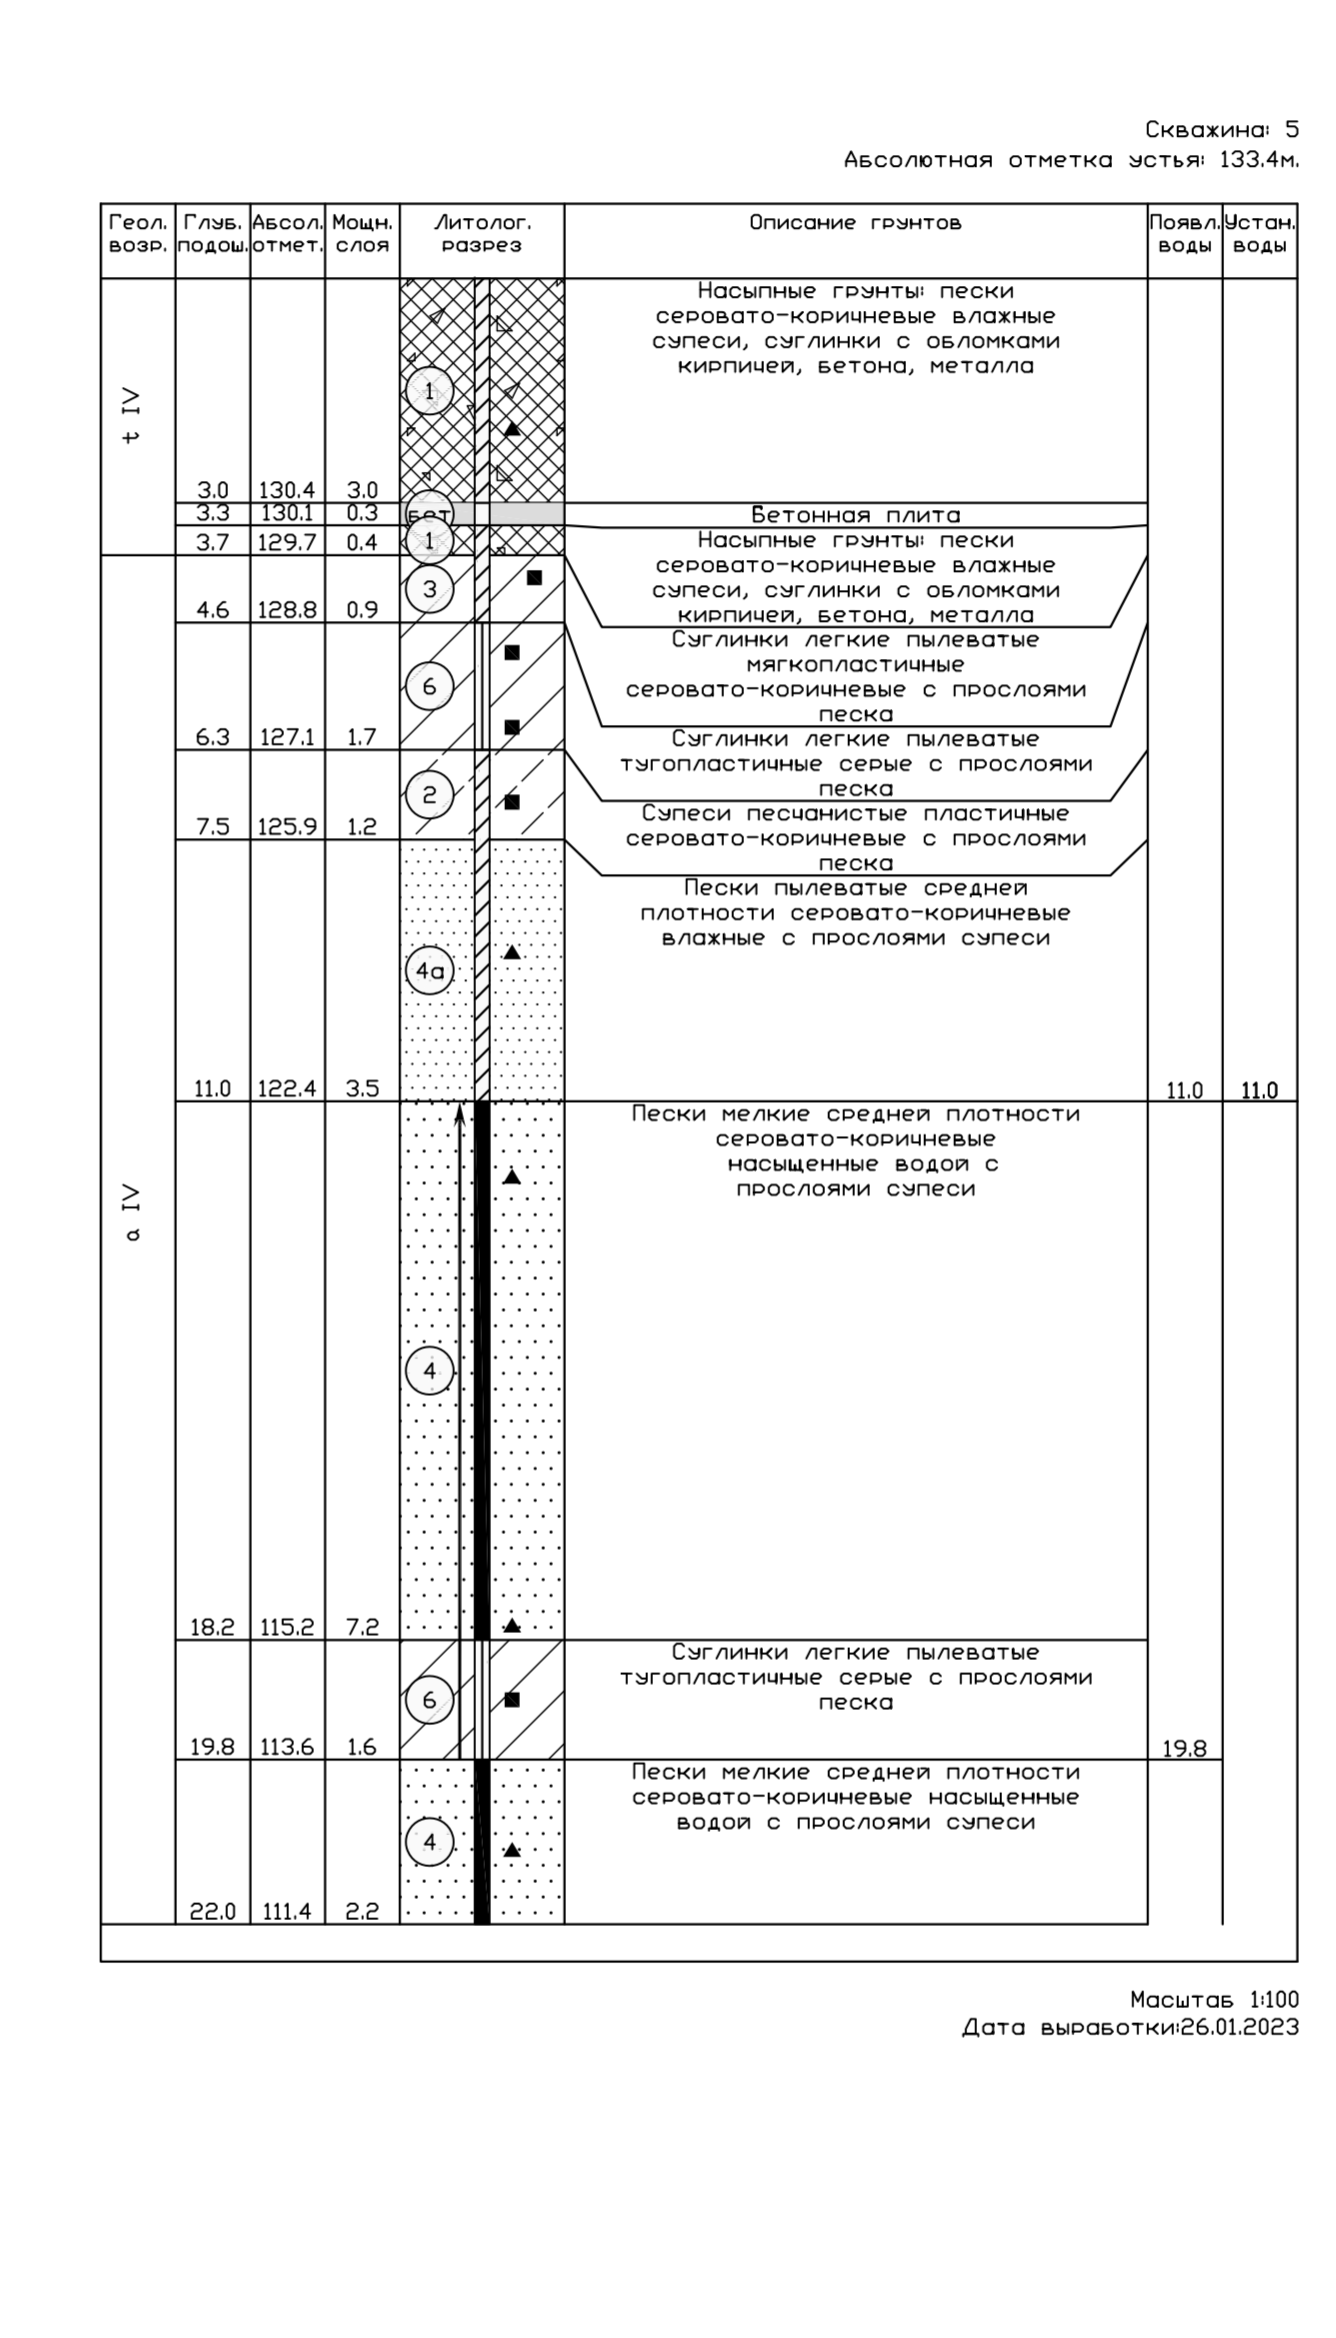 Скважина: 5
Абсолютная отметка устья: 133.4м.
Геол. возр.
Глуб. подош.
Абсол. отмет.
Мощн. слоя
Литолог. разрез
Описание грунтов
Появл. воды
Устан. воды
t IV
Насыпные грунты: пески
серовато-коричневые влажные
супеси, суглинки с обломками
кирпичей, бетона, металла
1
3.0 130.4 3.0
3.3 130.1 0.3 бет Бетонная плита
3.7 129.7 0.4 1
Насыпные грунты: пески
серовато-коричневые влажные
супеси, суглинки с обломками
кирпичей, бетона, металла
3
4.6 128.8 0.9
Суглинки легкие пылеватые
мягкопластичные
серовато-коричневые с прослоями
песка
6
6.3 127.1 1.7
Суглинки легкие пылеватые
тугопластичные серые с прослоями
песка
2
7.5 125.9 1.2
Супеси песчанистые пластичные
серовато-коричневые с прослоями
песка
Пески пылеватые средней
плотности серовато-коричневые
влажные с прослоями супеси
4а
11.0 122.4 3.5 11.0 11.0
a IV
Пески мелкие средней плотности
серовато-коричневые
насыщенные водой с
прослоями супеси
4
18.2 115.2 7.2
Суглинки легкие пылеватые
тугопластичные серые с прослоями
песка
6
19.8 113.6 1.6 19.8
Пески мелкие средней плотности
серовато-коричневые насыщенные
водой с прослоями супеси
4
22.0 111.4 2.2
Масштаб 1:100
Дата выработки:26.01.2023